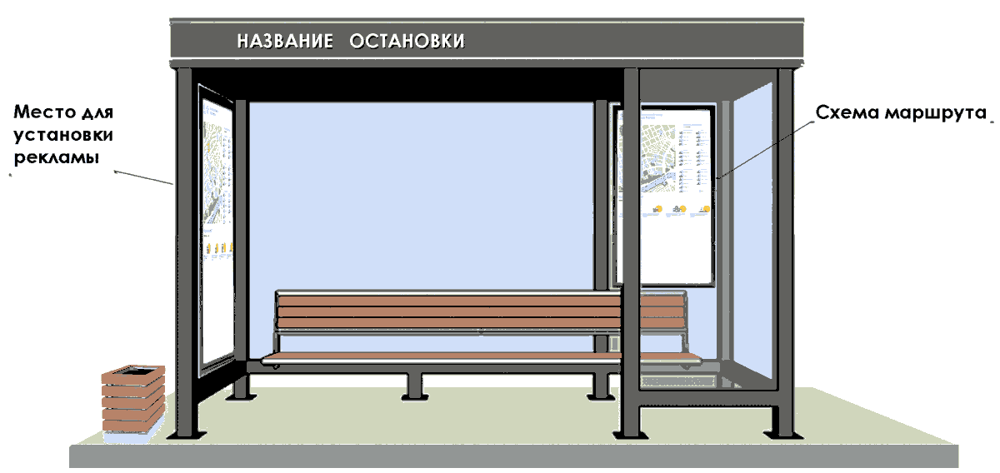 НАЗВАНИЕ ОСТАНОВКИ
Место для
установки
рекламы
Схема маршрута